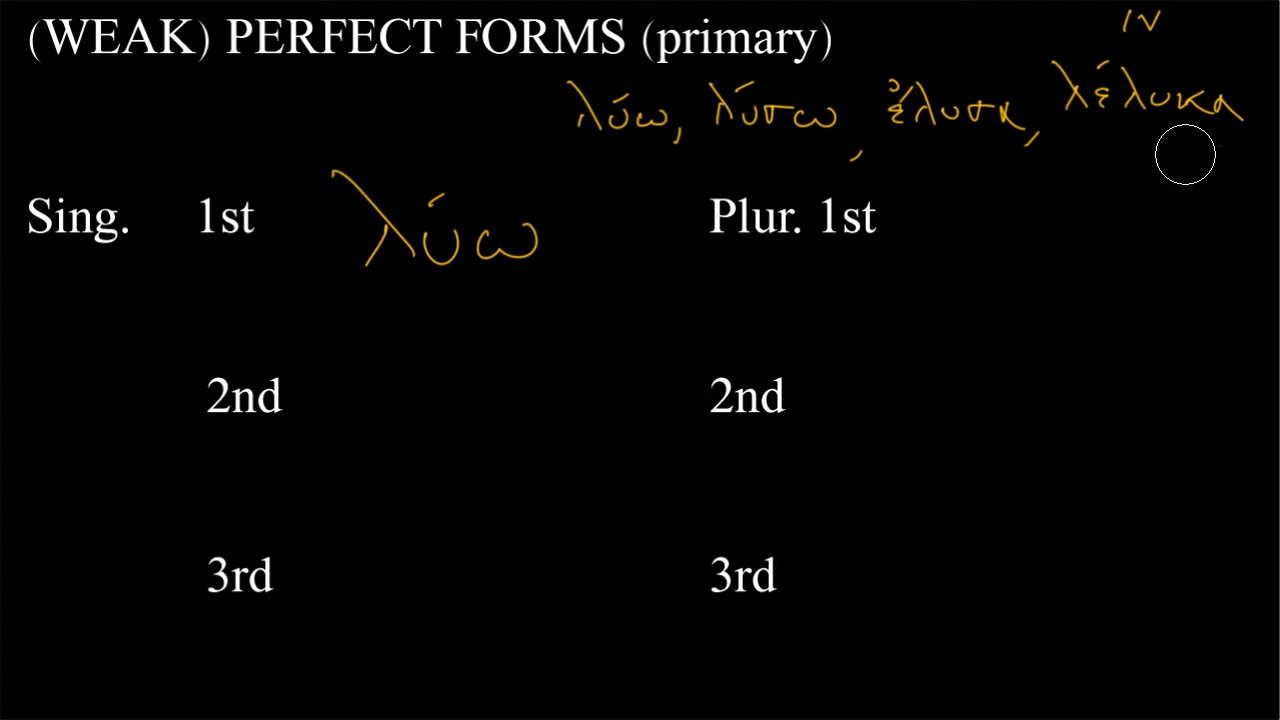 (WEAK) PERFECT FORMS (primary)
IV
λύω, λύσω, ἔλυσα, λέλυκα
Sing. 1st λύω Plur. 1st
2nd 2nd
3rd 3rd